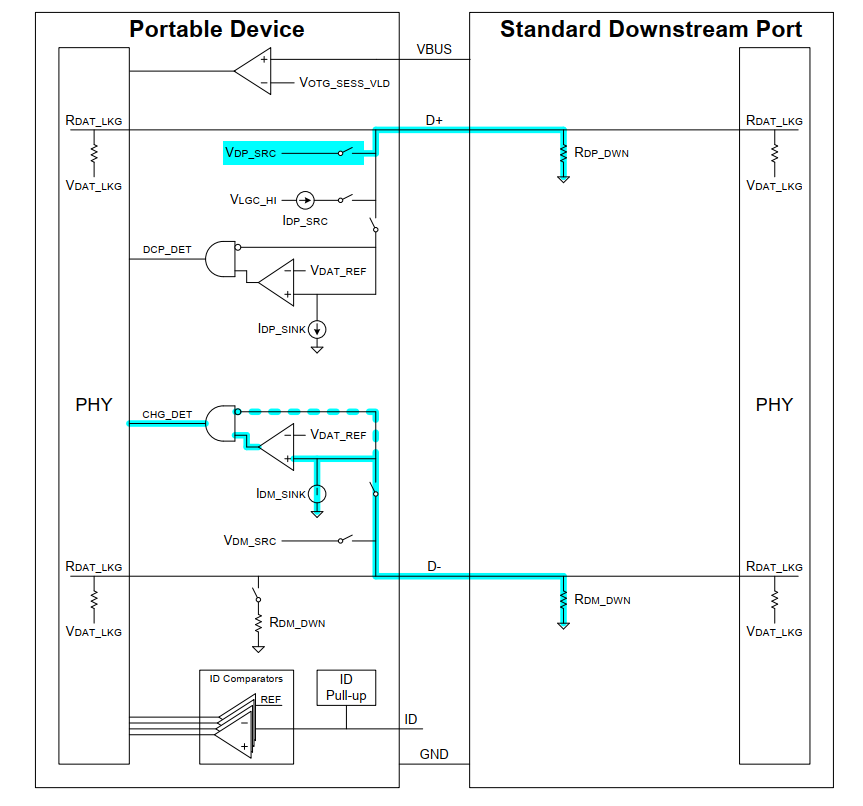 Portable Device
Standard Downstream Port
VBUS
+
−
VOTG_SESS_VLD
RDAT_LKG
D+
RDAT_LKG
VDP_SRC
RDP_DWN
VDAT_LKG
VDAT_LKG
VLGC_HI
IDP_SRC
DCP_DET
−
VDAT_REF
+
IDP_SINK
PHY
PHY
CHG_DET
−
VDAT_REF
+
IDM_SINK
VDM_SRC
RDAT_LKG
D-
RDAT_LKG
RDM_DWN
RDM_DWN
VDAT_LKG
VDAT_LKG
ID Comparators
REF
−
+
ID
Pull-up
ID
GND